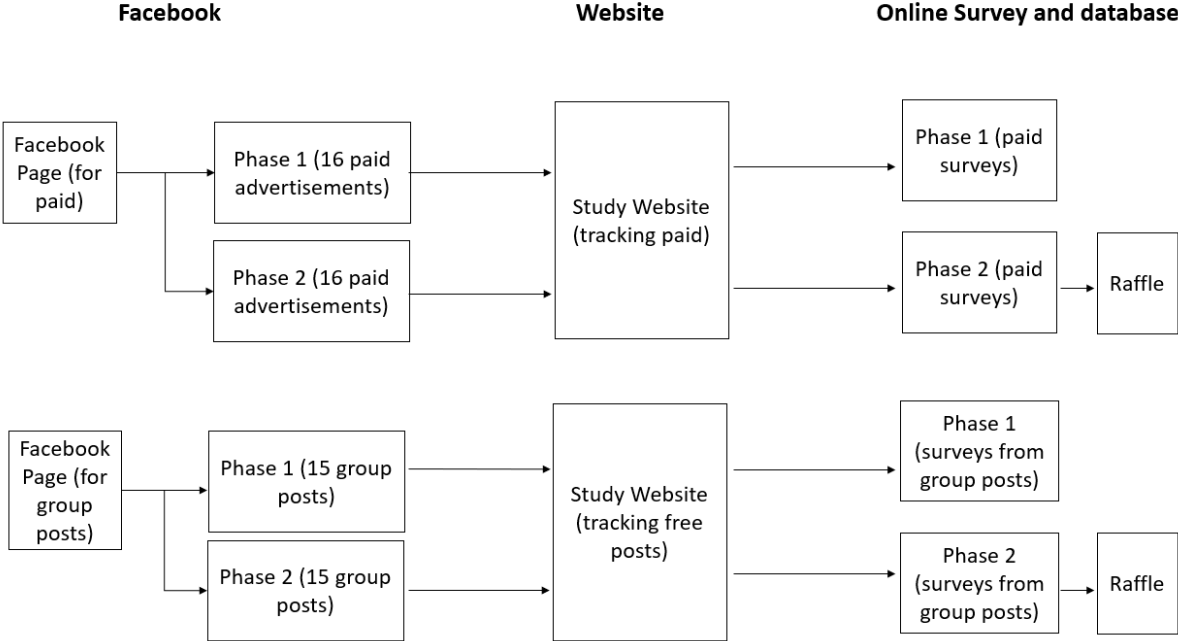 Facebook
Website
Online Survey and database
Facebook
Page (for
paid)
Phase 1 (16 paid
advertisements)
Phase 2 (16 paid
advertisements)
Study Website
(tracking paid)
Phase 1 (paid
surveys)
Phase 2 (paid
surveys)
Raffle
Facebook
Page (for
group
posts)
Phase 1 (15 group
posts)
Phase 2 (15 group
posts)
Study Website
(tracking free
posts)
Phase 1
(surveys from
group posts)
Phase 2
(surveys from
group posts)
Raffle